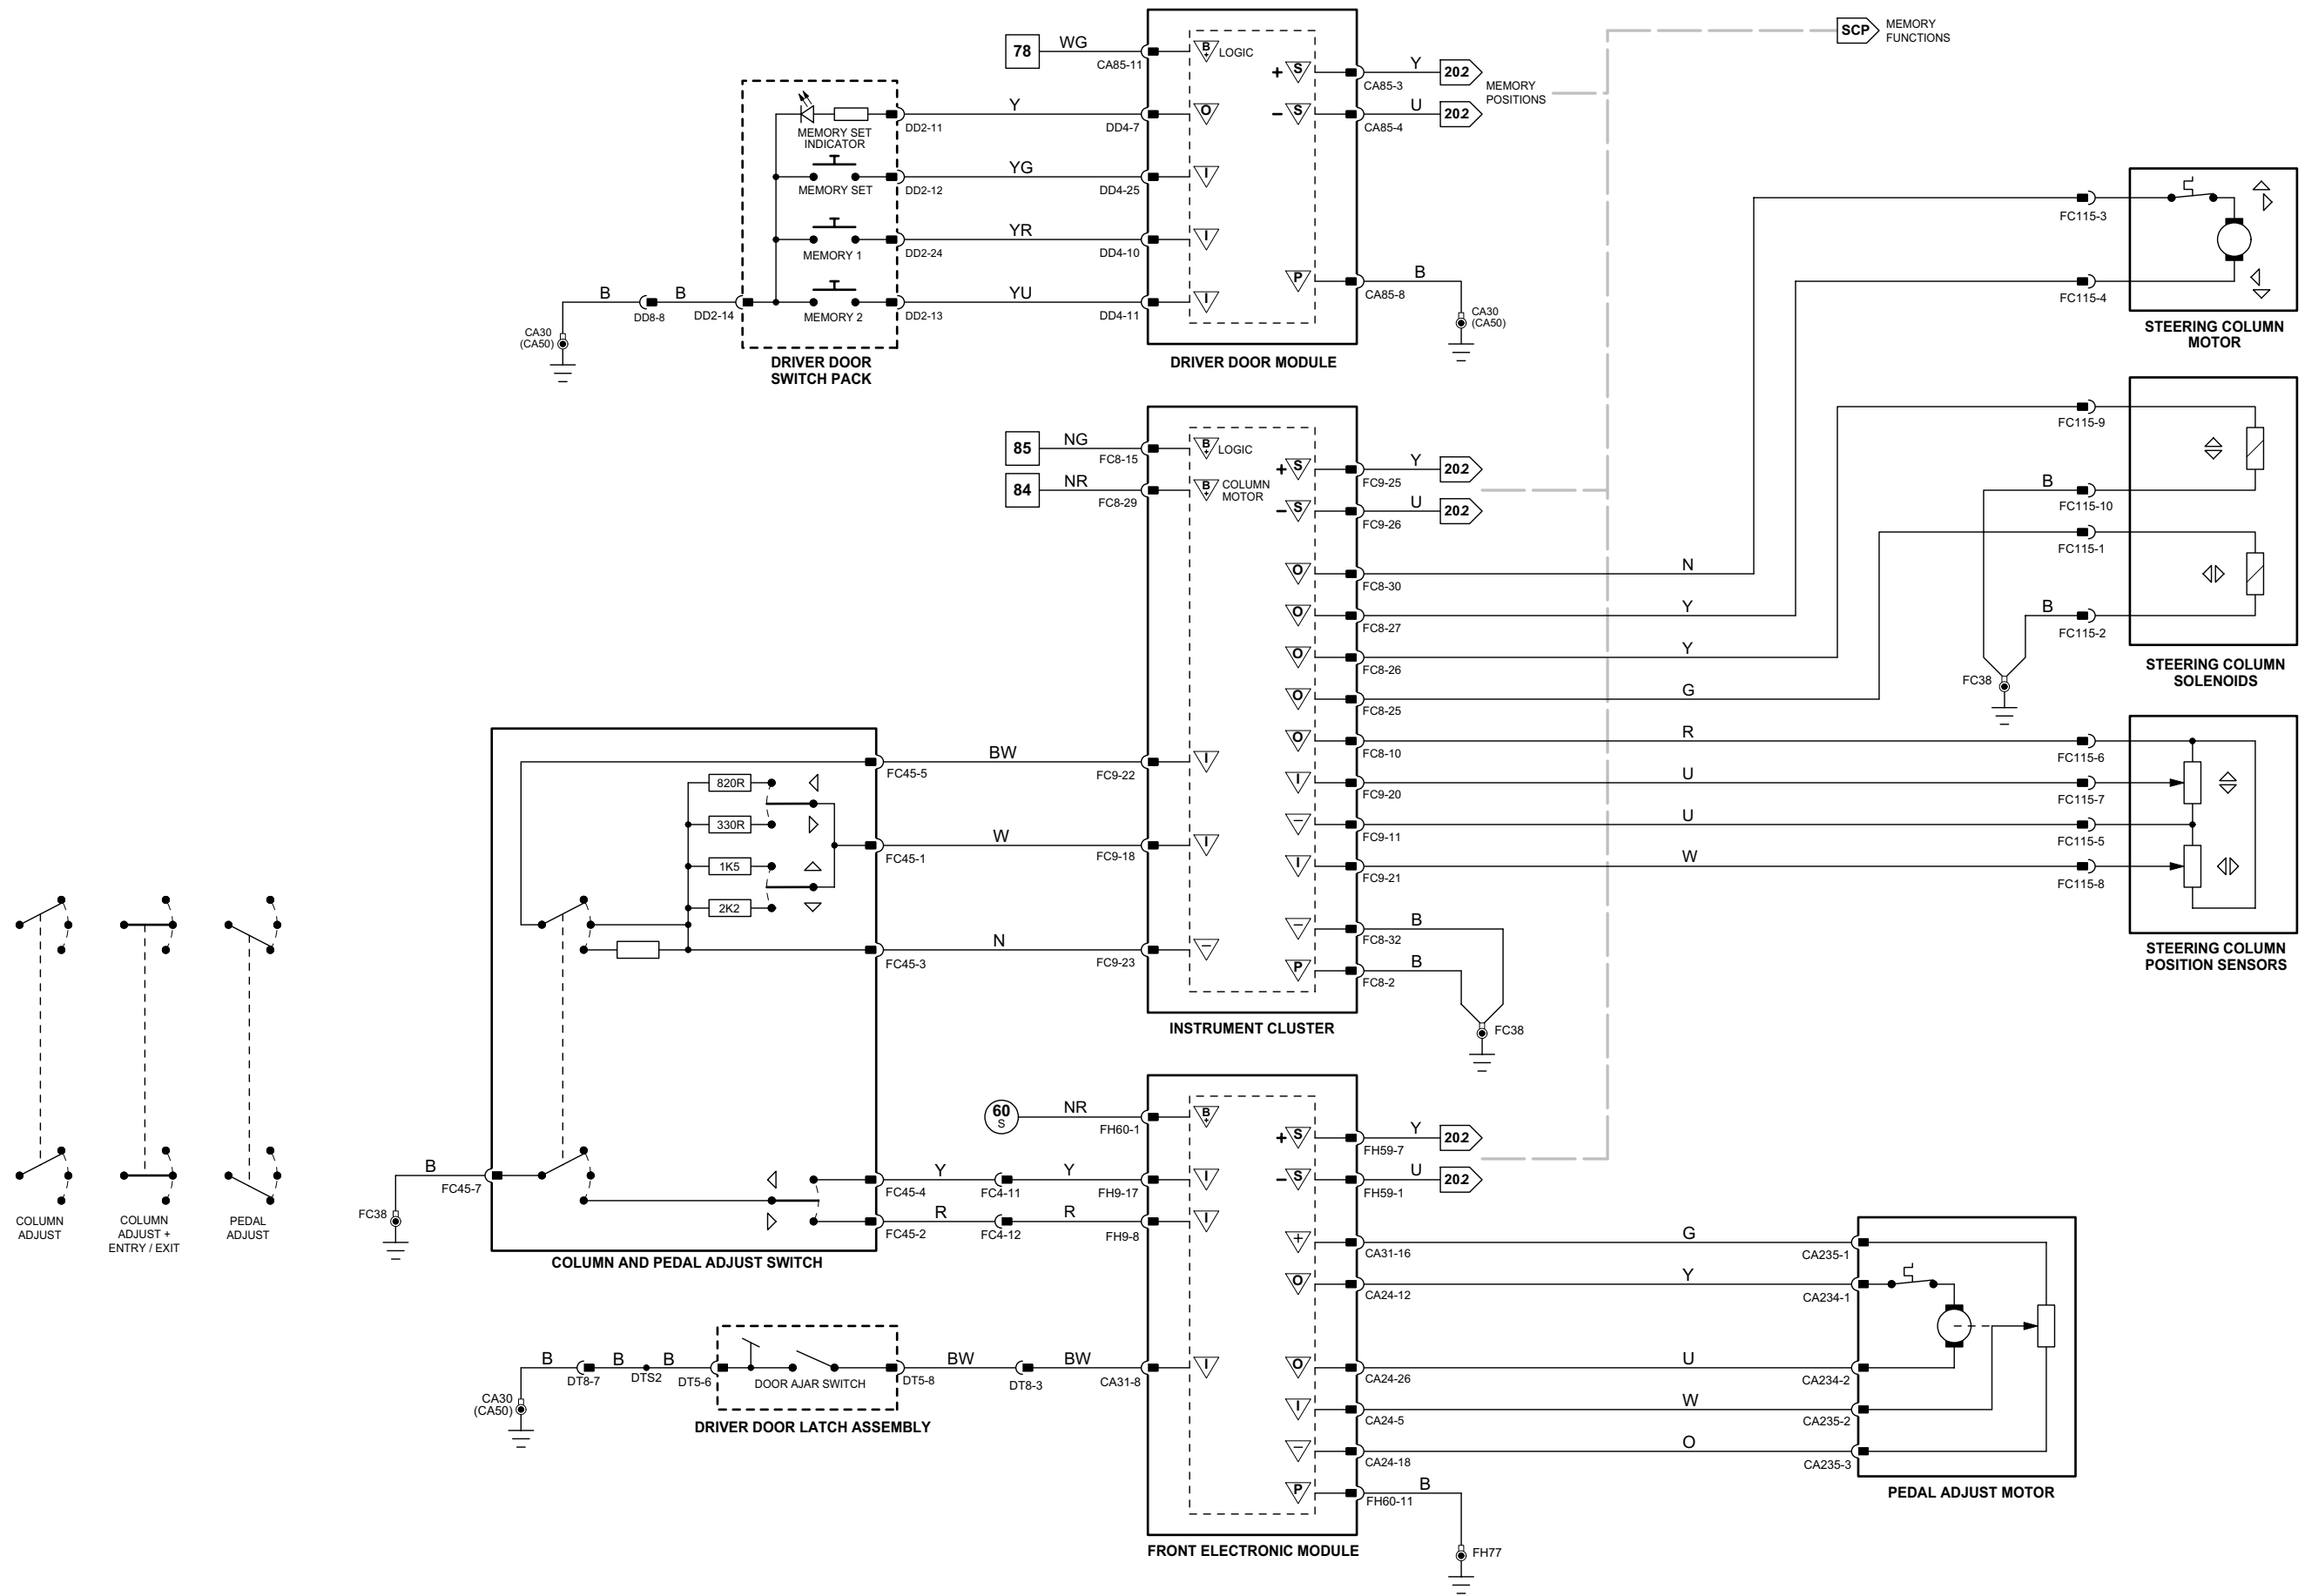 SCP
MEMORY
FUNCTIONS
78
WG
CA85-11
B
+
LOGIC
+
S
CA85-3
Y
202
MEMORY
POSITIONS
–
S
CA85-4
U
202
MEMORY SET
INDICATOR
DD2-11
Y
DD4-7
O
MEMORY SET
DD2-12
YG
DD4-25
I
MEMORY 1
DD2-24
YR
DD4-10
I
MEMORY 2
DD2-13
YU
DD4-11
I
B
DD8-8
B
DD2-14
CA30
(CA50)
P
CA85-8
B
CA30
(CA50)
DRIVER DOOR
SWITCH PACK
DRIVER DOOR MODULE
FC115-3
FC115-4
STEERING COLUMN
MOTOR
85
NG
FC8-15
B
+
LOGIC
84
NR
FC8-29
B
+
COLUMN
MOTOR
+
S
FC9-25
Y
202
–
S
FC9-26
U
202
O
FC8-30
N
O
FC8-27
Y
O
FC8-26
Y
O
FC8-25
G
O
FC8-10
R
I
FC9-20
U
–
FC9-11
U
I
FC9-21
W
–
FC8-32
B
P
FC8-2
B
FC38
INSTRUMENT CLUSTER
FC115-9
B
FC115-10
FC115-1
B
FC115-2
FC38
STEERING COLUMN
SOLENOIDS
FC115-6
FC115-7
FC115-5
FC115-8
STEERING COLUMN
POSITION SENSORS
FC45-5
BW
FC9-22
I
820R
330R
1K5
2K2
FC45-1
W
FC9-18
I
FC45-3
N
FC9-23
–
COLUMN
ADJUST
COLUMN
ADJUST +
ENTRY / EXIT
PEDAL
ADJUST
B
FC45-7
FC38
FC45-4
Y
FC4-11
Y
FH9-17
I
FC45-2
R
FC4-12
R
FH9-8
I
COLUMN AND PEDAL ADJUST SWITCH
60
S
NR
FH60-1
B
+
+
S
FH59-7
Y
202
–
S
FH59-1
U
202
+
CA31-16
G
CA235-1
O
CA24-12
Y
CA234-1
O
CA24-26
U
CA234-2
I
CA24-5
W
CA235-2
–
CA24-18
O
CA235-3
P
FH60-11
B
FH77
PEDAL ADJUST MOTOR
B
DT8-7
B
DTS2
B
DT5-6
DOOR AJAR SWITCH
DT5-8
BW
DT8-3
BW
CA31-8
I
CA30
(CA50)
DRIVER DOOR LATCH ASSEMBLY
FRONT ELECTRONIC MODULE